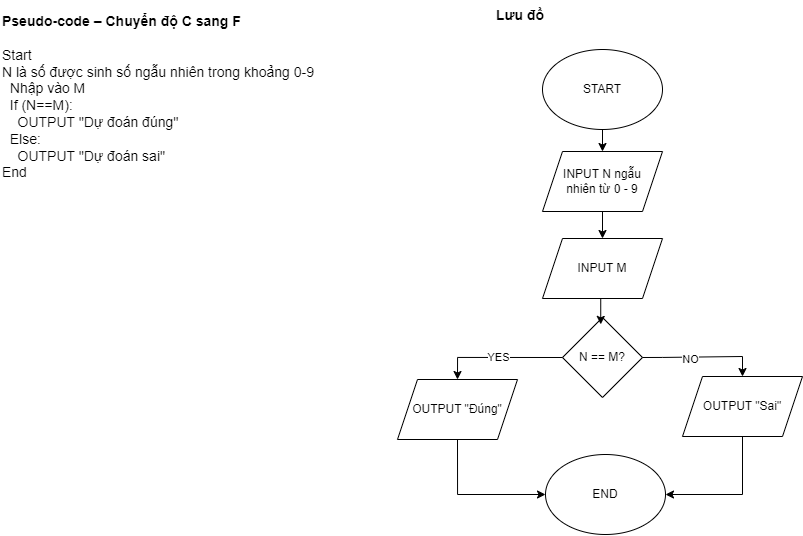 Pseudo-code – Chuyển độ C sang F
Start
N là số được sinh số ngẫu nhiên trong khoảng 0-9
Nhập vào M
If (N==M):
OUTPUT "Dự đoán đúng"
Else:
OUTPUT "Dự đoán sai"
End
Lưu đồ
START
INPUT N ngẫu
nhiên từ 0 - 9
INPUT M
N == M?
YES
NO
OUTPUT "Đúng"
OUTPUT "Sai"
END